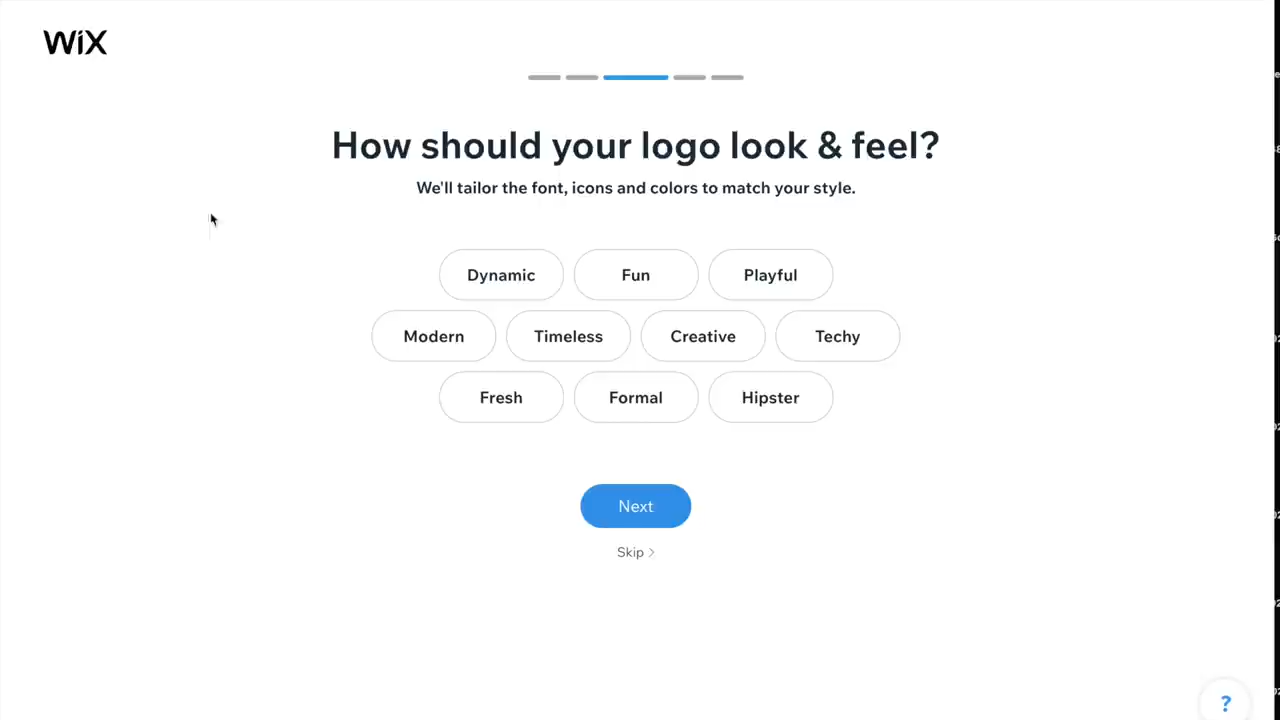 WiX
How should your logo look & feel?
We'll tailor the font, icons and colors to match your style.
Dynamic
Fun
Playful
Modern
Timeless
Creative
Techy
Fresh
Formal
Hipster
Next
Skip >
?